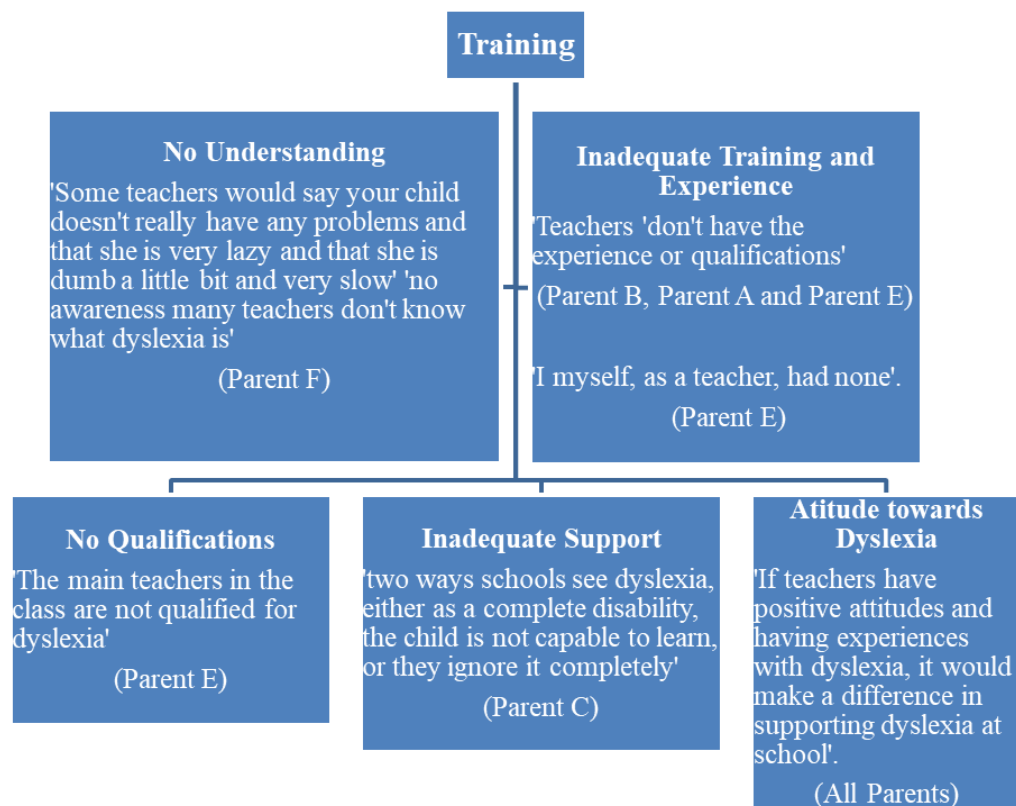 Training
No Understanding
'Some teachers would say your child
doesn't really have any problems and
that she is very lazy and that she is
dumb a little bit and very slow' 'no
awareness many teachers don't know
what dyslexia is'
(Parent F)
Inadequate Training and
Experience
'Teachers 'don't have the
experience or qualifications'
(Parent B, Parent A and Parent E)
'I myself, as a teacher, had none'.
(Parent E)
No Qualifications
'The main teachers in the
class are not qualified for
dyslexia'
(Parent E)
Inadequate Support
'two ways schools see dyslexia,
either as a complete disability,
the child is not capable to learn,
or they ignore it completely'
(Parent C)
Atitude towards
Dyslexia
'If teachers have
positive attitudes and
having experiences
with dyslexia, it would
make a difference in
supporting dyslexia at
school'.
(All Parents)